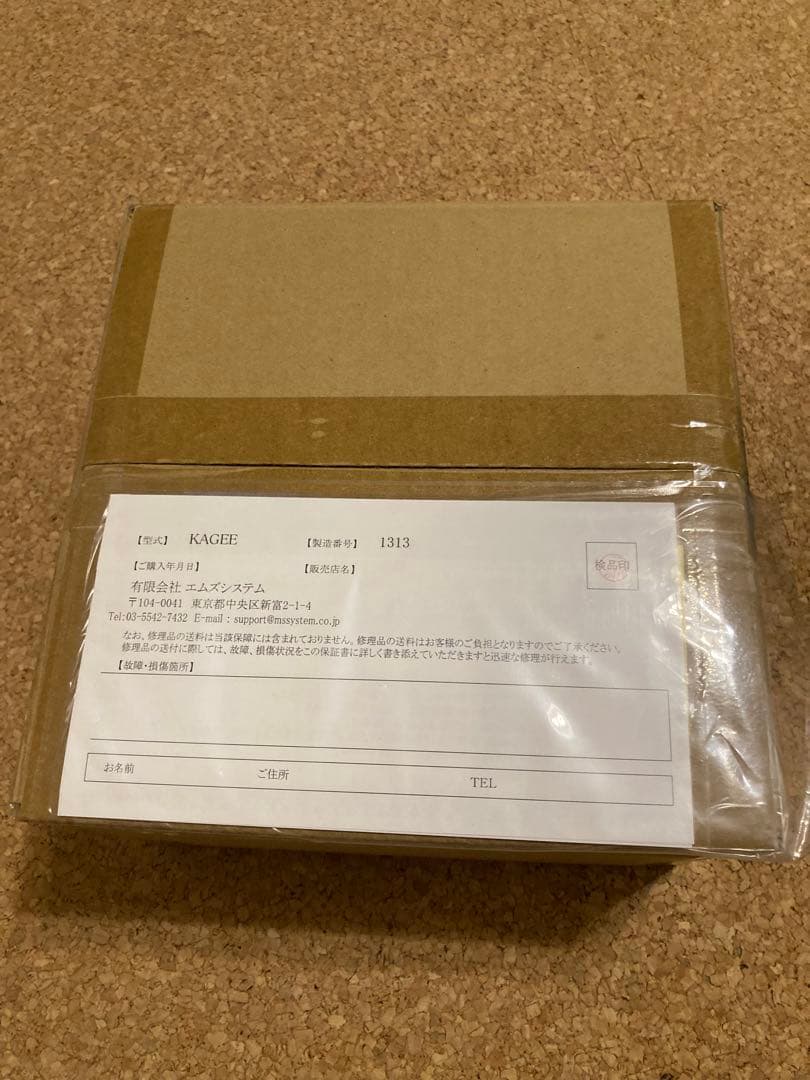 【型式】 KAGEE 【製造番号】 1313
【ご購入年月日】 【販売店名】
検品印
有限会社 エムズシステム
〒104-0041 東京都中央区新富2-1-4
Tel:03-5542-7432 E-mail : support@mssystem.co.jp
なお、修理品の送料は当該保障には含まれておりません。修理品の送料はお客様のご負担となりますのでご了承ください。
修理品の送付に際しては、故障、損傷状況をこの保証書に詳しく書き添えていただきますと迅速な修理が行えます。
【故障・損傷箇所】
お名前 ご住所 TEL